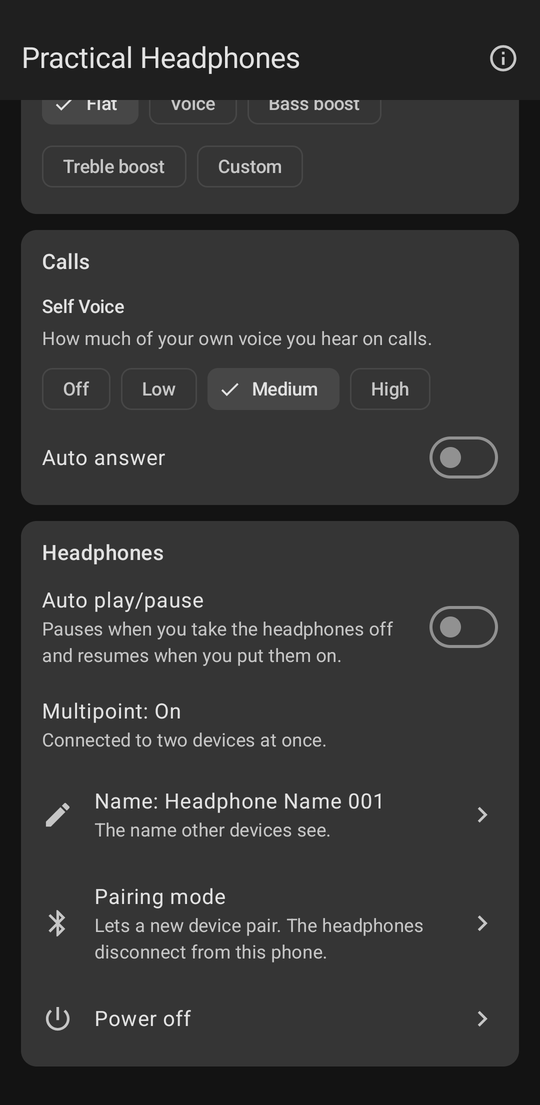 Practical Headphones
Flat Voice Bass boost
Treble boost Custom
Calls
Self Voice
How much of your own voice you hear on calls.
Off Low Medium High
Auto answer
Headphones
Auto play/pause
Pauses when you take the headphones off
and resumes when you put them on.
Multipoint: On
Connected to two devices at once.
Name: Headphone Name 001
The name other devices see.
Pairing mode
Lets a new device pair. The headphones
disconnect from this phone.
Power off